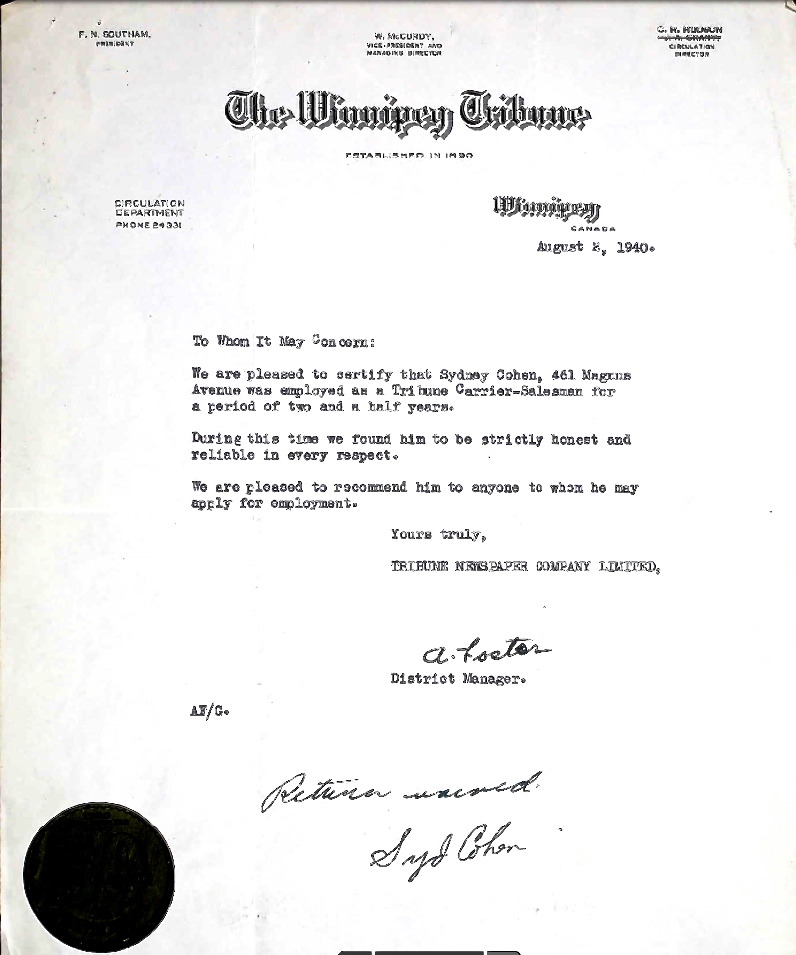 F. N. SOUTHAM,
PRESIDENT
W. McCURDY,
VICE-PRESIDENT AND
MANAGING DIRECTOR
CIRCULATION
DIRECTOR
The Winnipeg Tribune
ESTABLISHED IN 1890
CIRCULATION
DEPARTMENT
PHONE 24 331
Winnipeg
CANADA
August 1940.
To Whom It May Concern:
We are pleased to certify that Sydney Cohen, 461 Magnus
Avenue was employed as a Tribune Carrier-Salesman for
a period of two and a half years.
During this time we found him to be strictly honest and
reliable in every respect.
We are pleased to recommend him to anyone to whom he may
apply for employment.
Yours truly,
TRIBUNE NEWSPAPER COMPANY LIMITED,
A. Foster
District Manager.
AF/G.
Return waived.
Syd Cohen